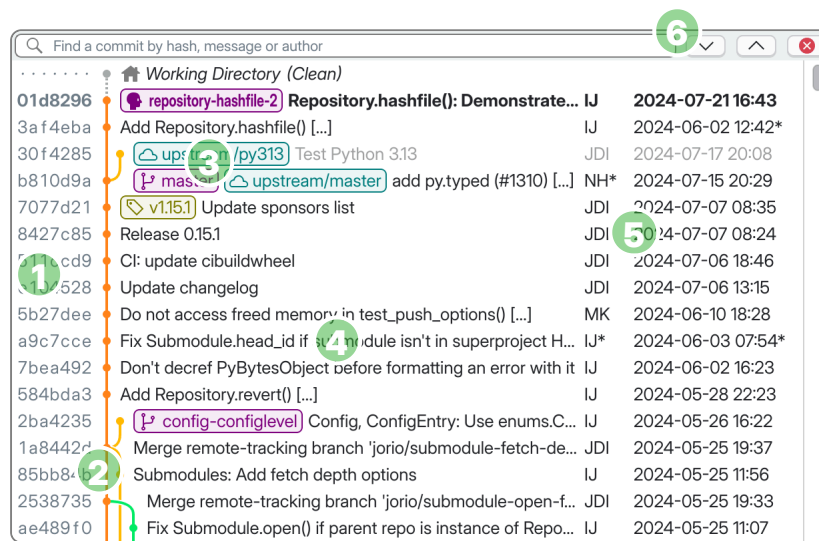 6
Find a commit by hash, message or author
Working Directory (Clean)
01d8296 repository-hashfile-2 Repository.hashfile(): Demonstrate... IJ 2024-07-21 16:43
3af4eba Add Repository.hashfile() [...] IJ 2024-06-02 12:42*
30f4285 upstream/py313 Test Python 3.13 JDI 2024-07-17 20:08
3
b810d9a master upstream/master add py.typed (#1310) [...] NH* 2024-07-15 20:29
7077d21 v1.15.1 Update sponsors list JDI 2024-07-07 08:35
8427c85 Release 0.15.1 JDI 2024-07-07 08:24
5
cd9 CI: update cibuildwheel JDI 2024-07-06 18:46
1
04528 Update changelog JDI 2024-07-06 13:15
5b27dee Do not access freed memory in test_push_options() [...] MK 2024-06-10 18:28
a9c7cce Fix Submodule.head_id if submodule isn't in superproject H... IJ* 2024-06-03 07:54*
4
7bea492 Don't decref PyBytesObject before formatting an error with it IJ 2024-06-02 16:23
584bda3 Add Repository.revert() [...] IJ 2024-05-28 22:23
2ba4235 config-configlevel Config, ConfigEntry: Use enums.C... IJ 2024-05-26 16:22
1a8442d Merge remote-tracking branch 'jorio/submodule-fetch-de... JDI 2024-05-25 19:37
2
85bb84b Submodules: Add fetch depth options IJ 2024-05-25 11:56
2538735 Merge remote-tracking branch 'jorio/submodule-open-f... JDI 2024-05-25 19:33
ae489f0 Fix Submodule.open() if parent repo is instance of Repo... IJ 2024-05-25 11:07